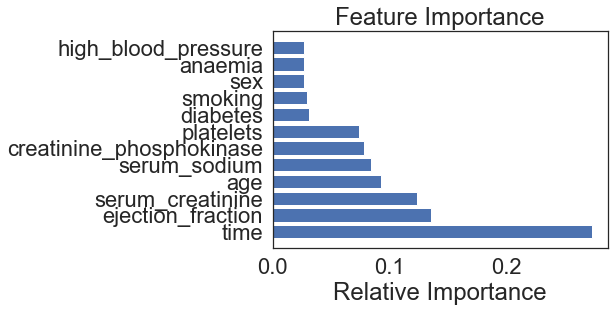 Feature Importance
high_blood_pressure
anaemia
sex
smoking
diabetes
platelets
creatinine_phosphokinase
serum_sodium
age
serum_creatinine
ejection_fraction
time
0.0 0.1 0.2
Relative Importance